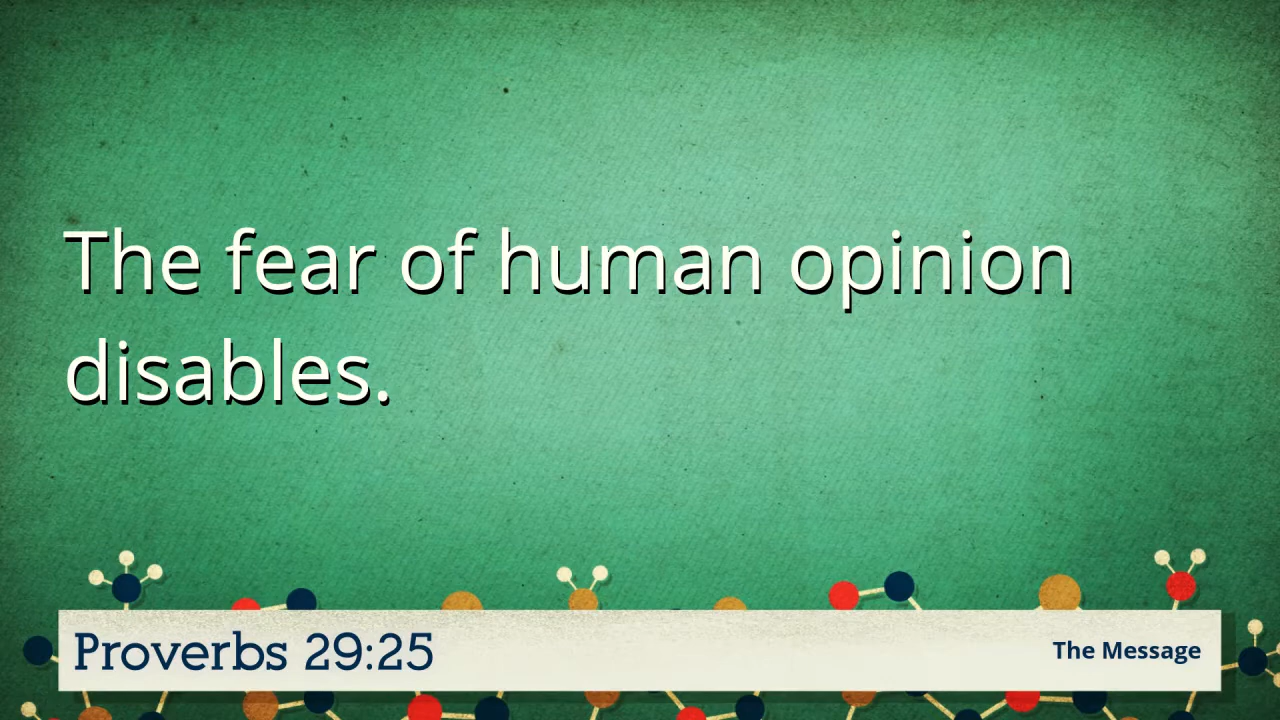 The fear of human opinion
disables.
Proverbs 29:25
The Message